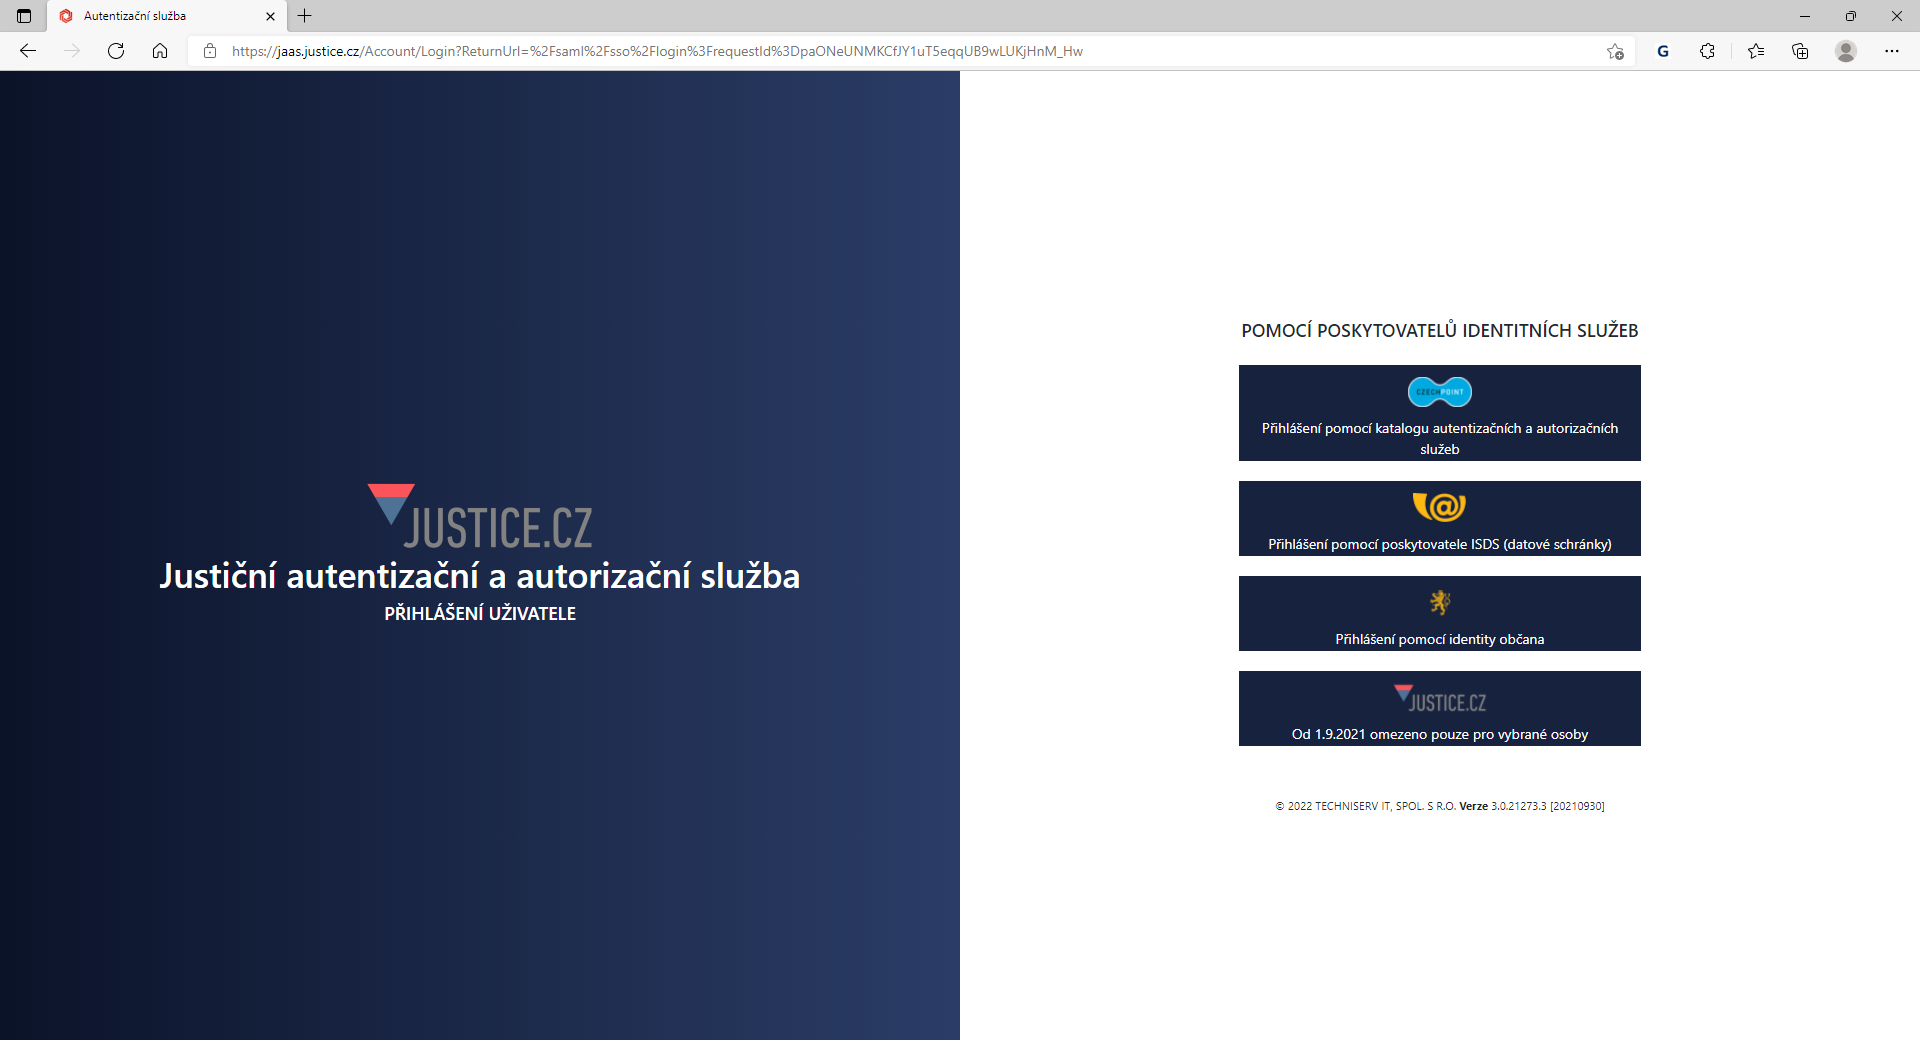 Autentizační služba
https://jaas.justice.cz/Account/Login?ReturnUrl=%2Fsaml%2Fsso%2Flogin%3FrequestId%3DpaONeUNMKCfJY1uT5eqqUB9wLUKjHnM_Hw
G
JUSTICE.CZ
Justiční autentizační a autorizační služba
PŘIHLÁŠENÍ UŽIVATELE
POMOCÍ POSKYTOVATELŮ IDENTITNÍCH SLUŽEB
CZECHPOINT
Přihlášení pomocí katalogu autentizačních a autorizačních
služeb
Přihlášení pomocí poskytovatele ISDS (datové schránky)
Přihlášení pomocí identity občana
JUSTICE.CZ
Od 1.9.2021 omezeno pouze pro vybrané osoby
© 2022 TECHNISERV IT, SPOL. S R.O. Verze 3.0.21273.3 [20210930]